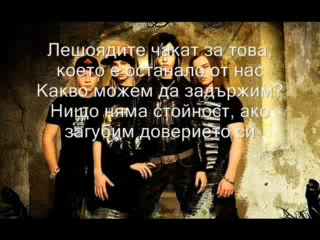 Лешоядите чакат за това,
което е останало от нас
Какво можем да задържим?
Нищо няма стойност, ако
загубим доверието си